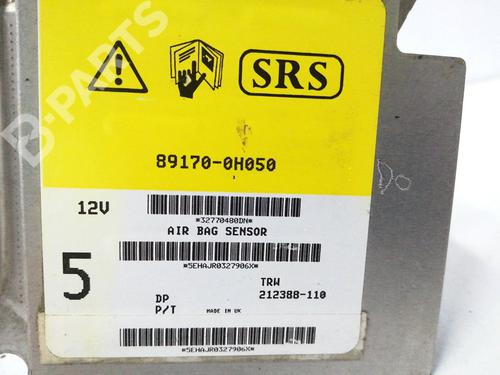 B-PARTS
SRS
89170-0H050
12V
*32770480DN*
AIR BAG SENSOR
*5EHAJR0327906X*
5
TRW
DP
212388-110
P/T
MADE IN UK
*5EHAJR0327906X*